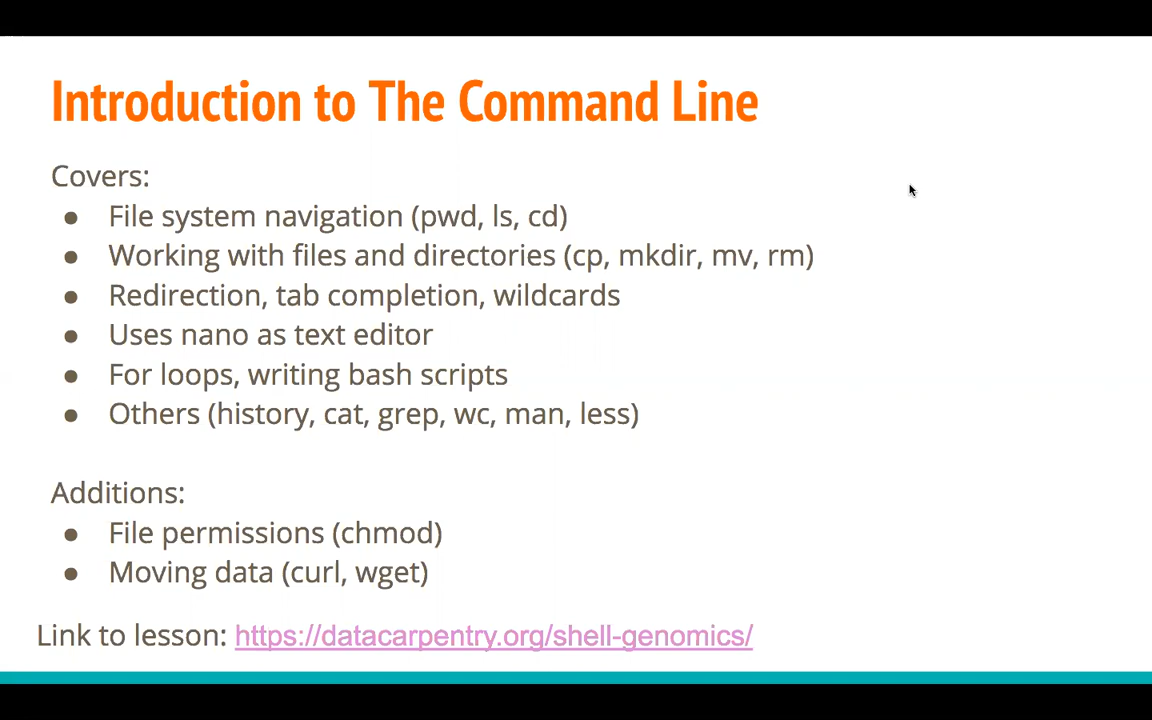 Introduction to The Command Line
Covers:
● File system navigation (pwd, ls, cd)
● Working with files and directories (cp, mkdir, mv, rm)
● Redirection, tab completion, wildcards
● Uses nano as text editor
● For loops, writing bash scripts
● Others (history, cat, grep, wc, man, less)
Additions:
● File permissions (chmod)
● Moving data (curl, wget)
Link to lesson: https://datacarpentry.org/shell-genomics/